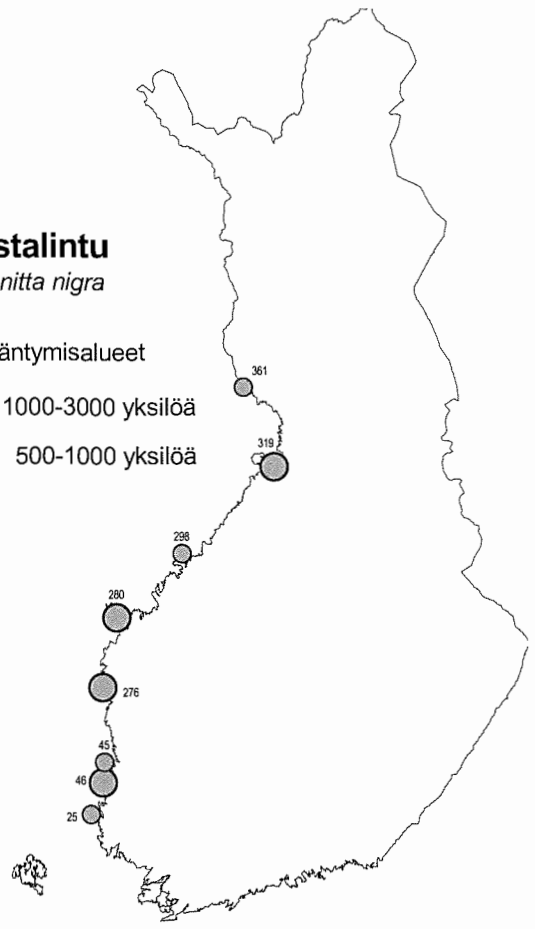 stalintu
nitta nigra
äntymisalueet
1000-3000 yksilöä
500-1000 yksilöä
361
319
298
280
276
45
46
25